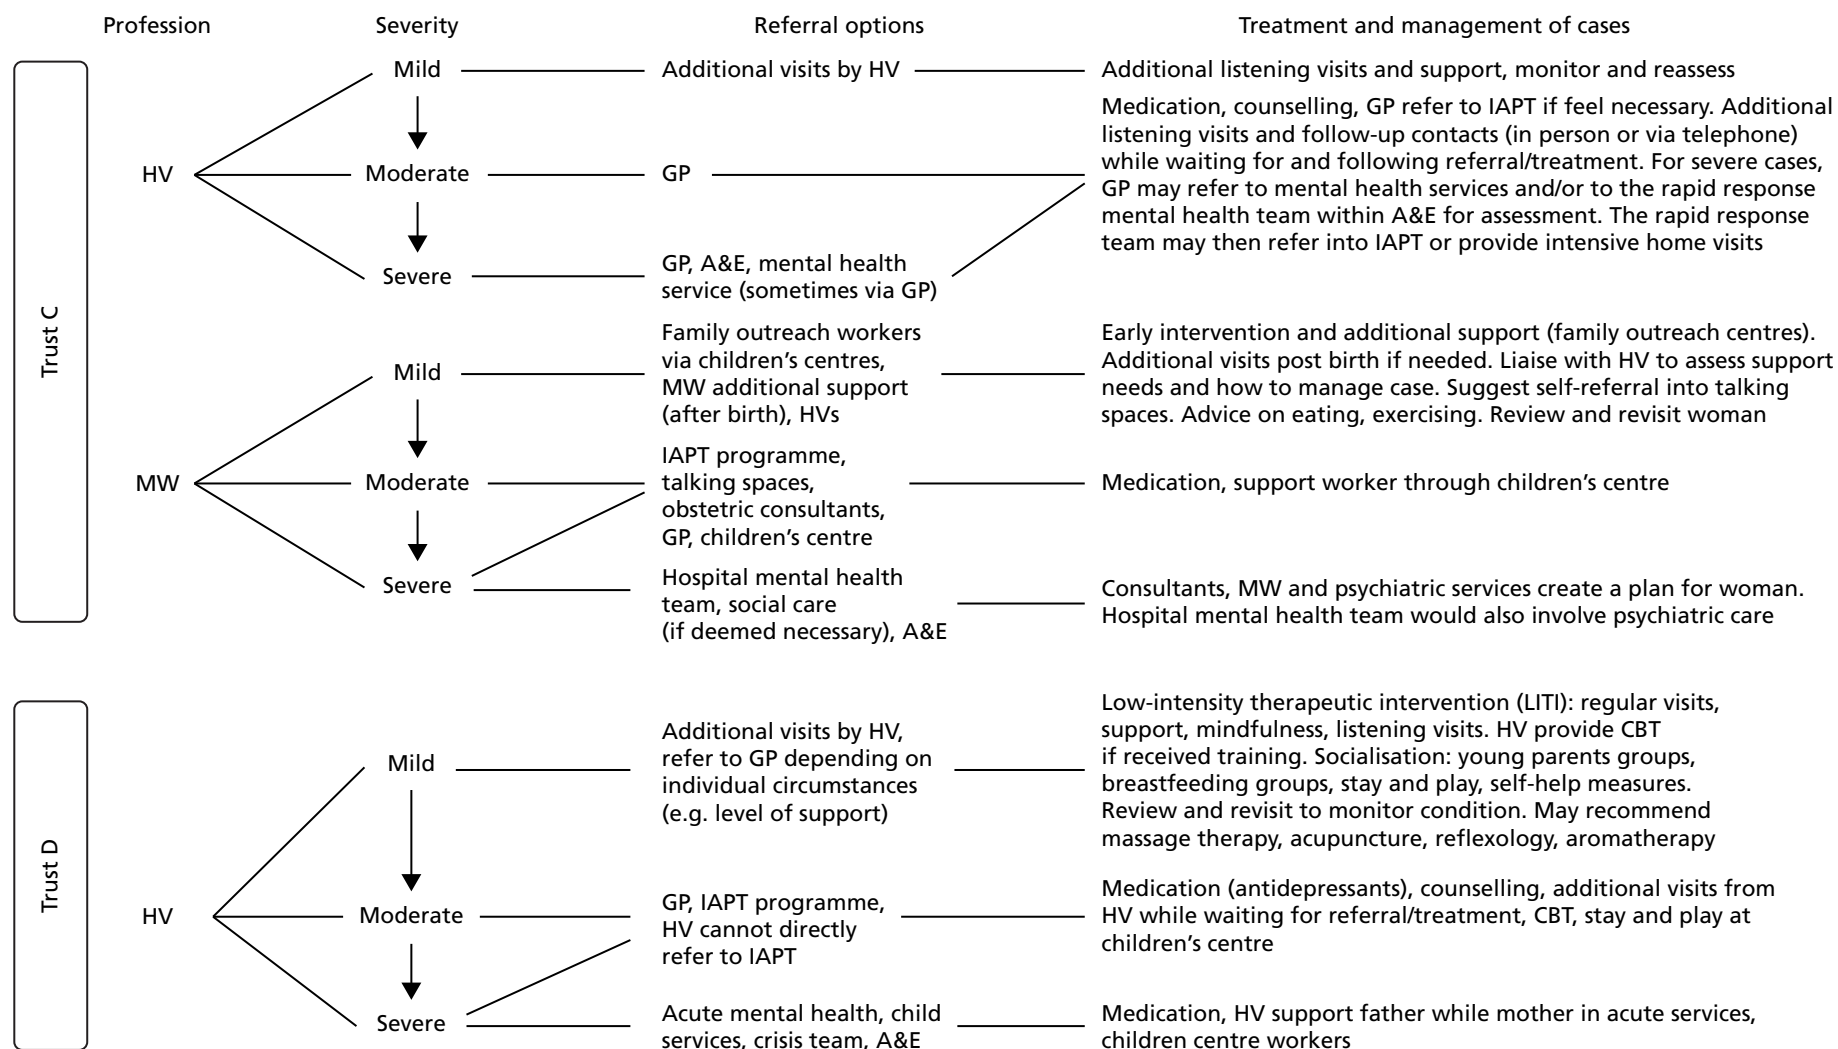 Profession
Severity
Referral options
Treatment and management of cases
Trust C
HV
Mild
Additional visits by HV
Additional listening visits and support, monitor and reassess
Moderate
GP
Medication, counselling, GP refer to IAPT if feel necessary. Additional
listening visits and follow-up contacts (in person or via telephone)
while waiting for and following referral/treatment. For severe cases,
GP may refer to mental health services and/or to the rapid response
mental health team within A&E for assessment. The rapid response
team may then refer into IAPT or provide intensive home visits
Severe
GP, A&E, mental health
service (sometimes via GP)
MW
Mild
Family outreach workers
via children’s centres,
MW additional support
(after birth), HVs
Early intervention and additional support (family outreach centres).
Additional visits post birth if needed. Liaise with HV to assess support
needs and how to manage case. Suggest self-referral into talking
spaces. Advice on eating, exercising. Review and revisit woman
Moderate
IAPT programme,
talking spaces,
obstetric consultants,
GP, children’s centre
Medication, support worker through children’s centre
Severe
Hospital mental health
team, social care
(if deemed necessary), A&E
Consultants, MW and psychiatric services create a plan for woman.
Hospital mental health team would also involve psychiatric care
Trust D
HV
Mild
Additional visits by HV,
refer to GP depending on
individual circumstances
(e.g. level of support)
Low-intensity therapeutic intervention (LITI): regular visits,
support, mindfulness, listening visits. HV provide CBT
if received training. Socialisation: young parents groups,
breastfeeding groups, stay and play, self-help measures.
Review and revisit to monitor condition. May recommend
massage therapy, acupuncture, reflexology, aromatherapy
Moderate
GP, IAPT programme,
HV cannot directly
refer to IAPT
Medication (antidepressants), counselling, additional visits from
HV while waiting for referral/treatment, CBT, stay and play at
children’s centre
Severe
Acute mental health, child
services, crisis team, A&E
Medication, HV support father while mother in acute services,
children centre workers